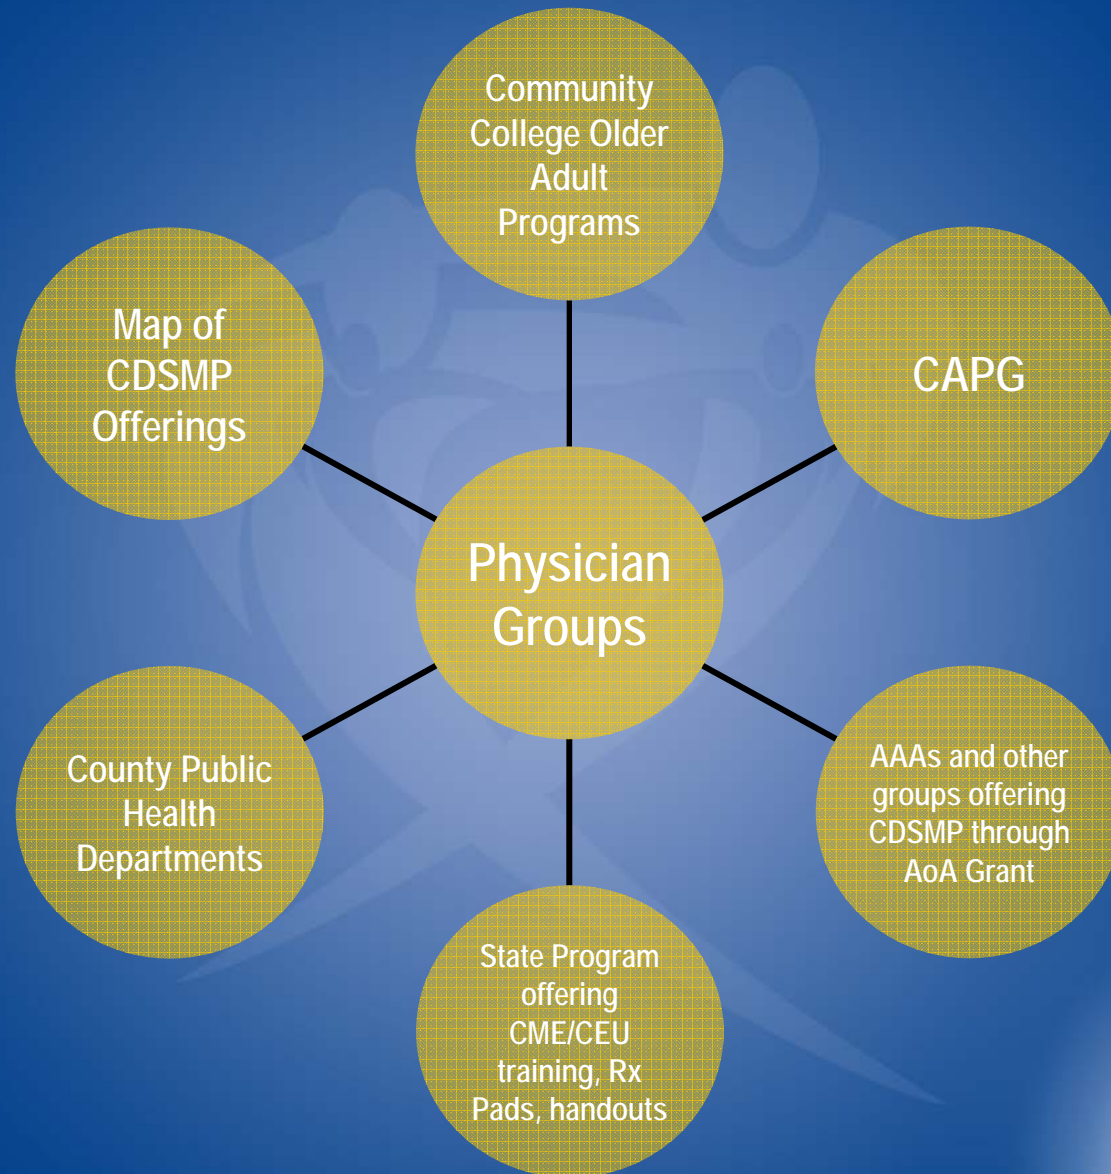 Community
College Older
Adult
Programs
Map of
CDSMP
Offerings
CAPG
Physician
Groups
County Public
Health
Departments
AAAs and other
groups offering
CDSMP through
AoA Grant
State Program
offering
CME/CEU
training, Rx
Pads, handouts